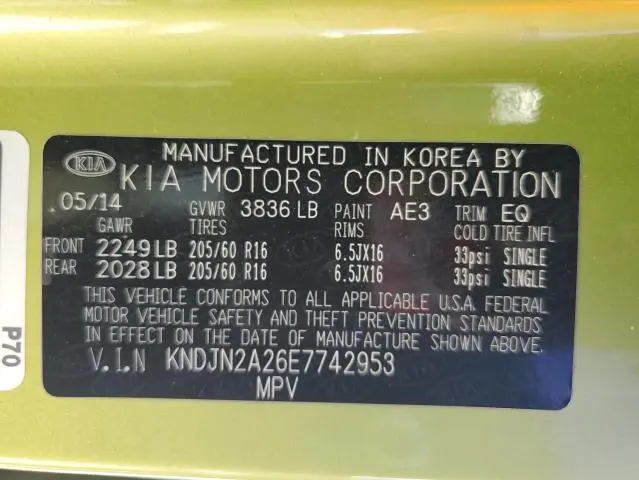 KIA MANUFACTURED IN KOREA BY
KIA MOTORS CORPORATION
05/14 GVWR 3836 LB PAINT AE3 TRIM EQ
GAWR TIRES RIMS COLD TIRE INFL
FRONT 2249 LB 205/60 R16 6.5JX16 33psi SINGLE
REAR 2028 LB 205/60 R16 6.5JX16 33psi SINGLE
THIS VEHICLE CONFORMS TO ALL APPLICABLE U.S.A. FEDERAL
MOTOR VEHICLE SAFETY AND THEFT PREVENTION STANDARDS
IN EFFECT ON THE DATE OF MANUFACTURE SHOWN ABOVE.
V.I.N KNDJN2A26E7742953
MPV
P70